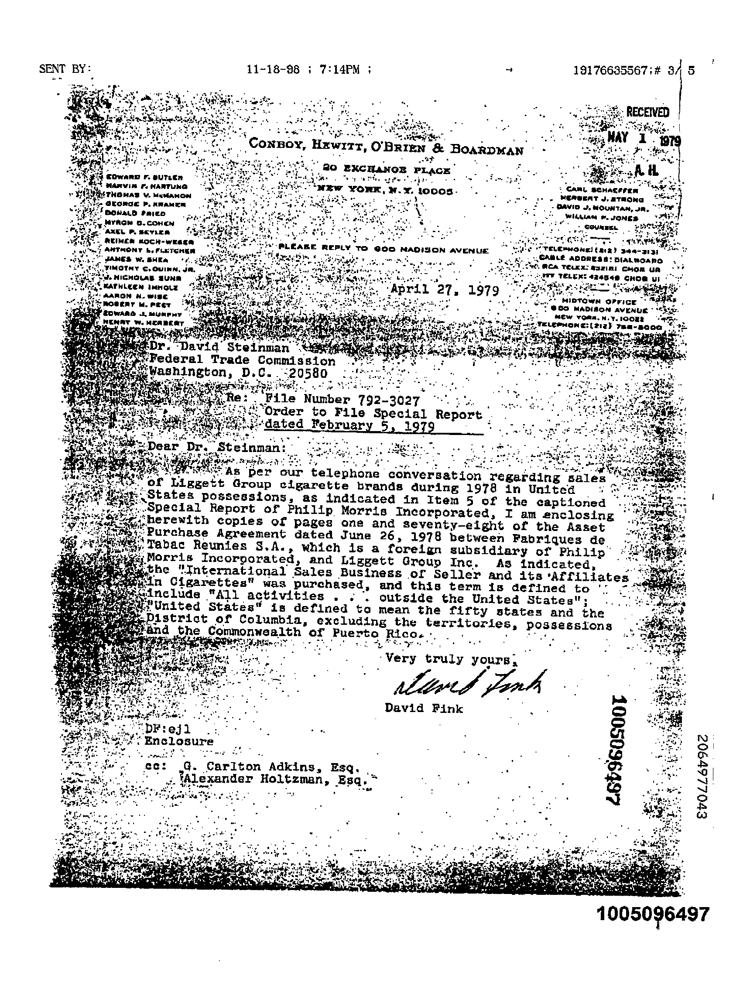 SENT BY: 11-18-98 ; 7:14PM ; → 19176635567;# 3/ 5
RECEIVED
MAY 1 1979
A. H.
CONBOY, HEWITT, O'BRIEN & BOARDMAN
20 EXCHANGE PLACE
NEW YORK, N.Y. 10005
EDWARD F. BUTLER
MARVIN F. HARTUNG
THOMAS V. McMAHON
GEORGE P. KRAMER
DONALD FRIED
MYRON D. COHEN
AXEL P. SEYLER
REINER KOCH-WESER
ANTHONY L. FLETCHER
JAMES W. SHEA
TIMOTHY C. QUINN, JR.
J. NICHOLAS SUHR
KATHLEEN IMHOLZ
AARON N. WISE
ROBERT M. PEET
EDWARD J. MURPHY
HENRY W. HERBERT
CARL SCHAEFFER
HERBERT J. STRONG
DAVID J. MOUNTAN, JR.
WILLIAM P. JONES
COUNSEL
PLEASE REPLY TO 600 MADISON AVENUE
TELEPHONE: (212) 344-3131
CABLE ADDRESS: DIALBOARD
RCA TELEX: CHOR UR
ITT TELEX: 424549 CHOB UI
MIDTOWN OFFICE
600 MADISON AVENUE
NEW YORK, N.Y. 10022
TELEPHONE: (212) 758-8000
April 27, 1979
Dr. David Steinman
Federal Trade Commission
Washington, D.C. 20580
Re: File Number 792-3027
Order to File Special Report
dated February 5, 1979
Dear Dr. Steinman:
As per our telephone conversation regarding sales
of Liggett Group cigarette brands during 1978 in United
States possessions, as indicated in Item 5 of the captioned
Special Report of Philip Morris Incorporated, I am enclosing
herewith copies of pages one and seventy-eight of the Asset
Purchase Agreement dated June 26, 1978 between Fabriques de
Tabac Reunies S.A., which is a foreign subsidiary of Philip
Morris Incorporated, and Liggett Group Inc. As indicated,
the "International Sales Business of Seller and its Affiliates
in Cigarettes" was purchased, and this term is defined to
include "All activities . . . outside the United States";
"United States" is defined to mean the fifty states and the
District of Columbia, excluding the territories, possessions
and the Commonwealth of Puerto Rico.
Very truly yours,
David Fink
David Fink
DF:ejl
Enclosure
cc: G. Carlton Adkins, Esq.
Alexander Holtzman, Esq.
1005096497
2064977043
1005096497